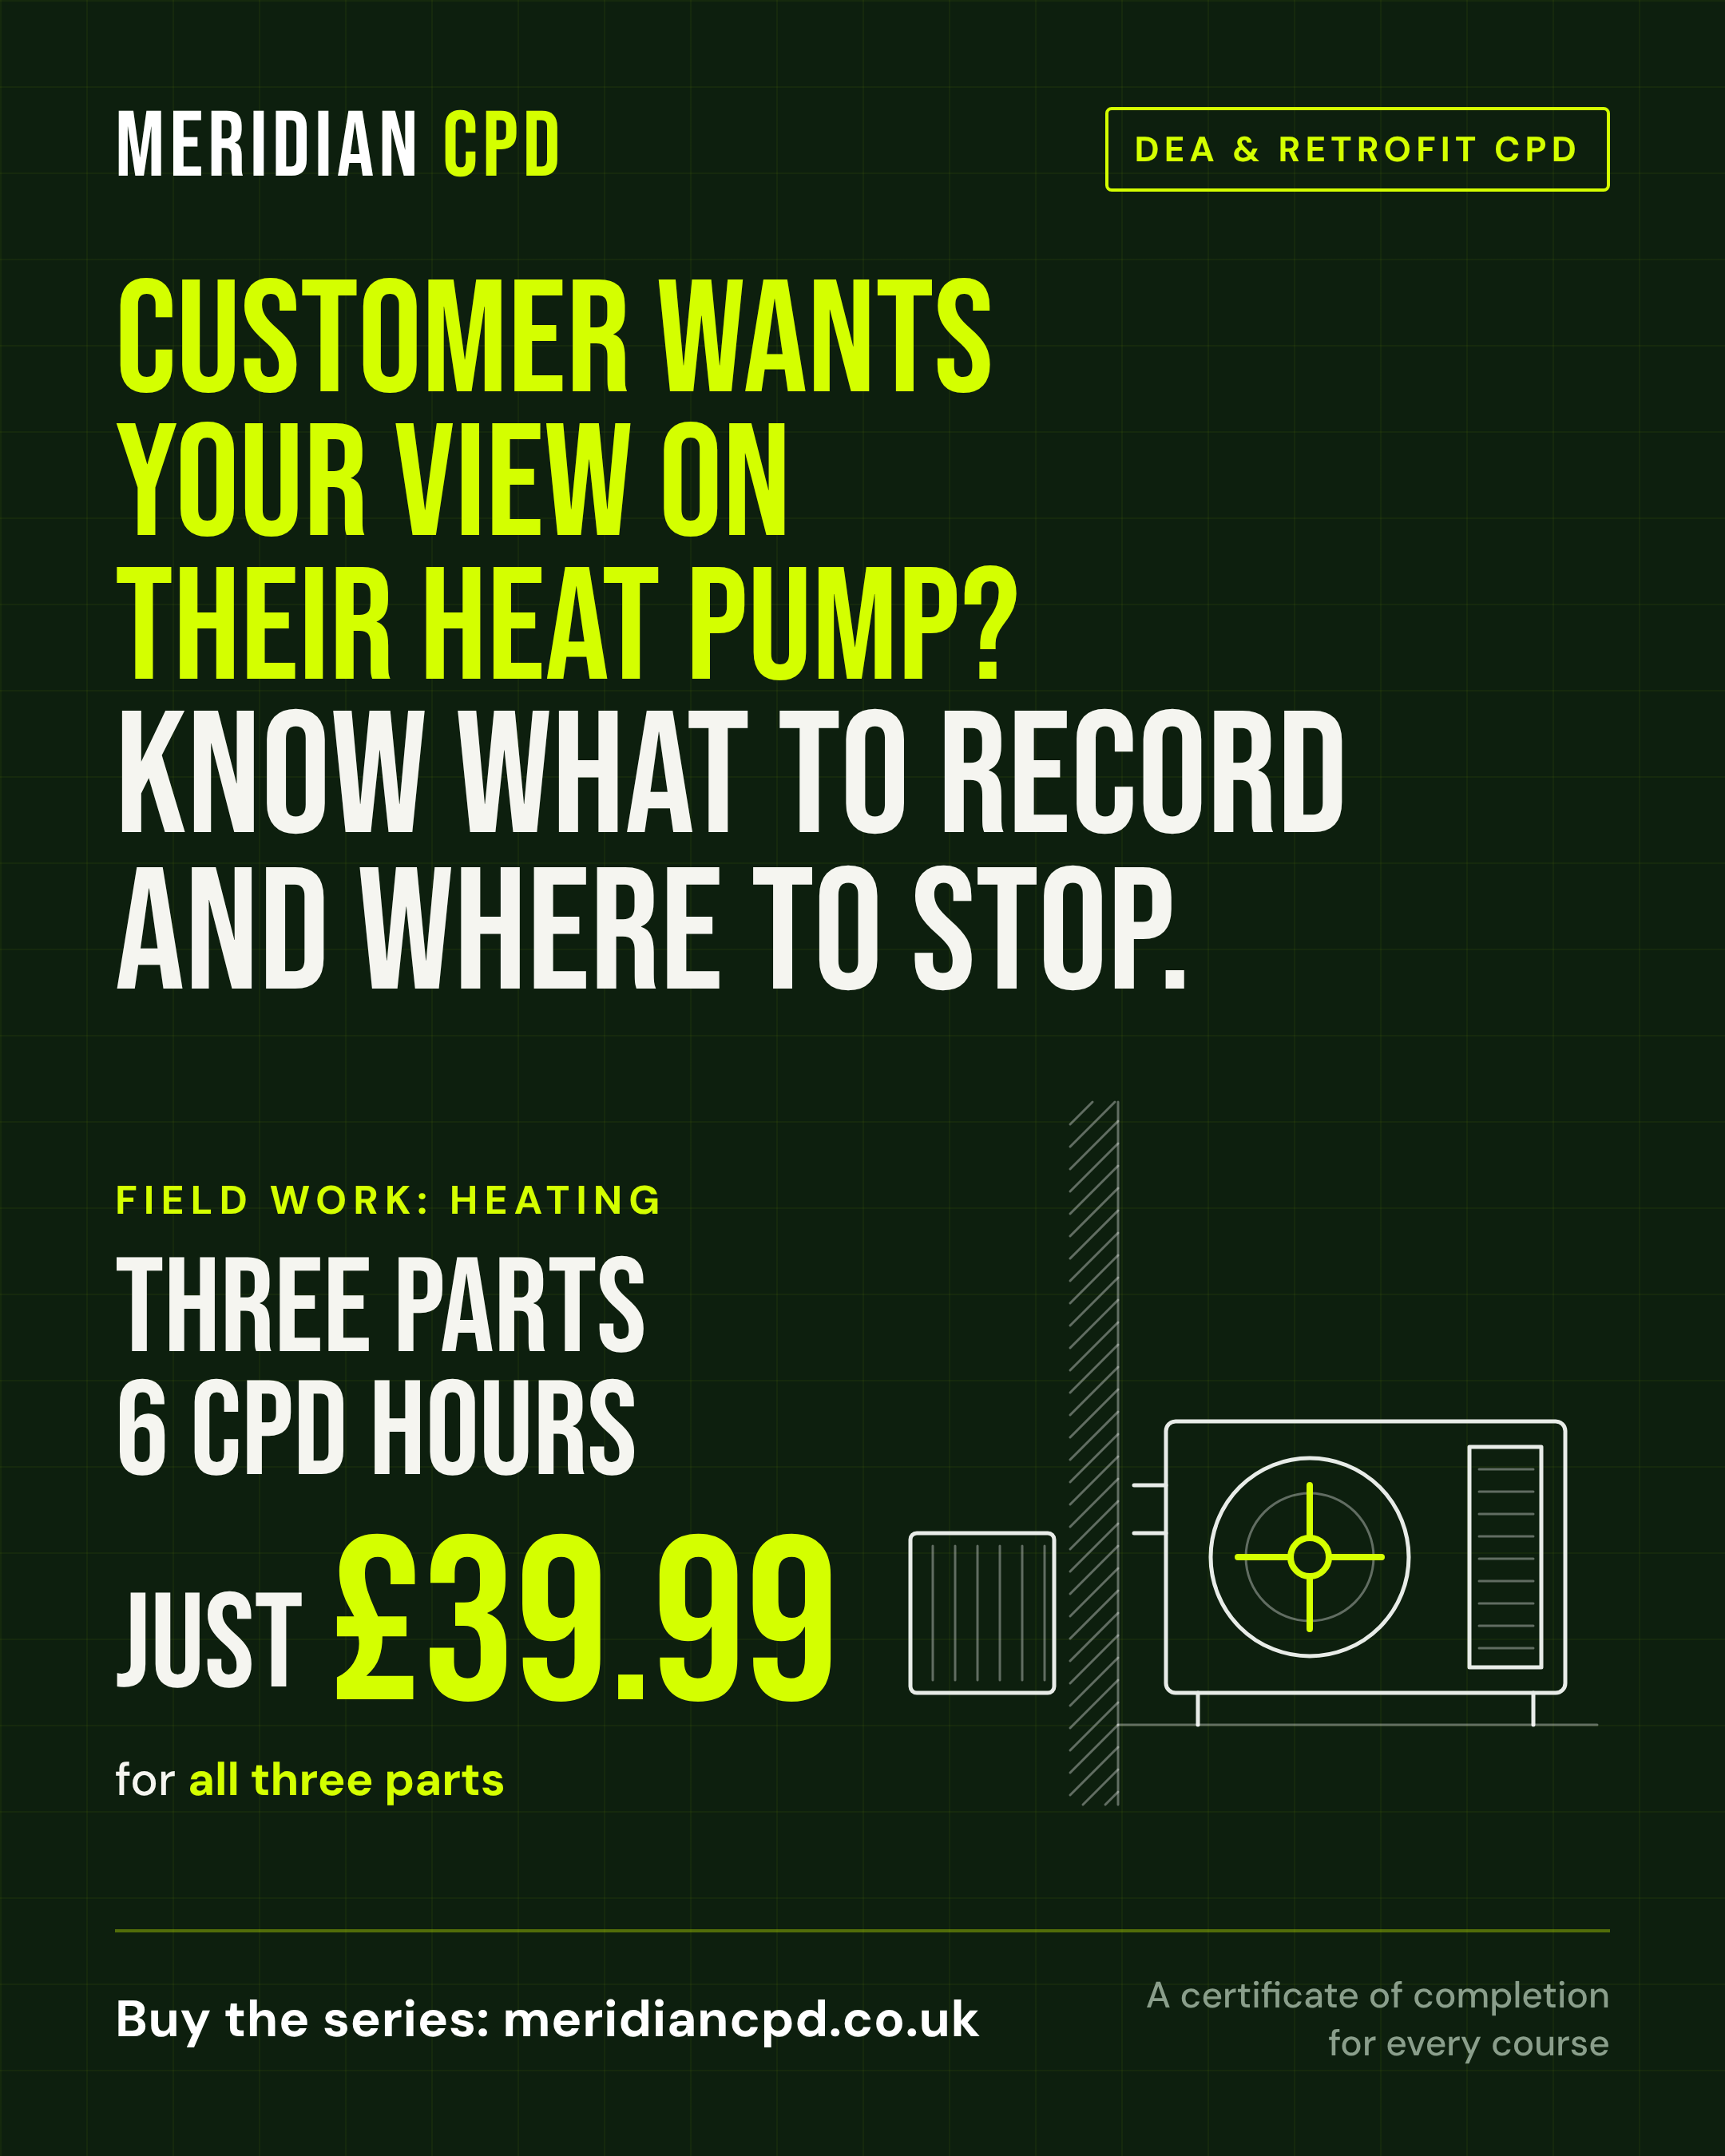 MERIDIAN CPD
DEA & RETROFIT CPD
CUSTOMER WANTS
YOUR VIEW ON
THEIR HEAT PUMP?
KNOW WHAT TO RECORD
AND WHERE TO STOP.
FIELD WORK: HEATING
THREE PARTS
6 CPD HOURS
JUST £39.99
for all three parts
Buy the series: meridiancpd.co.uk
A certificate of completion
for every course